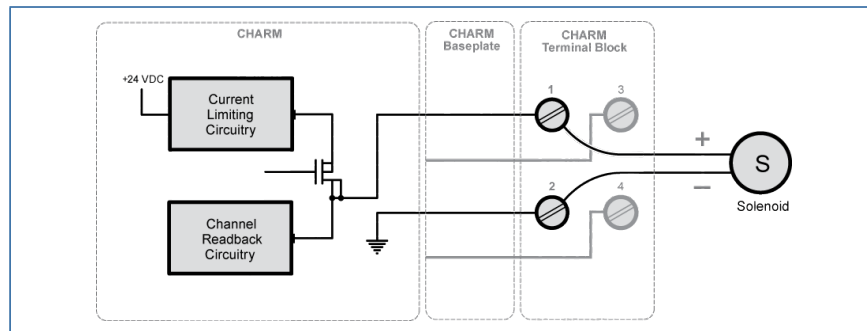 CHARM
CHARM
Baseplate
CHARM
Terminal Block
+24 VDC
Current
Limiting
Circuitry
1
3
+
S
−
Solenoid
2
4
Channel
Readback
Circuitry